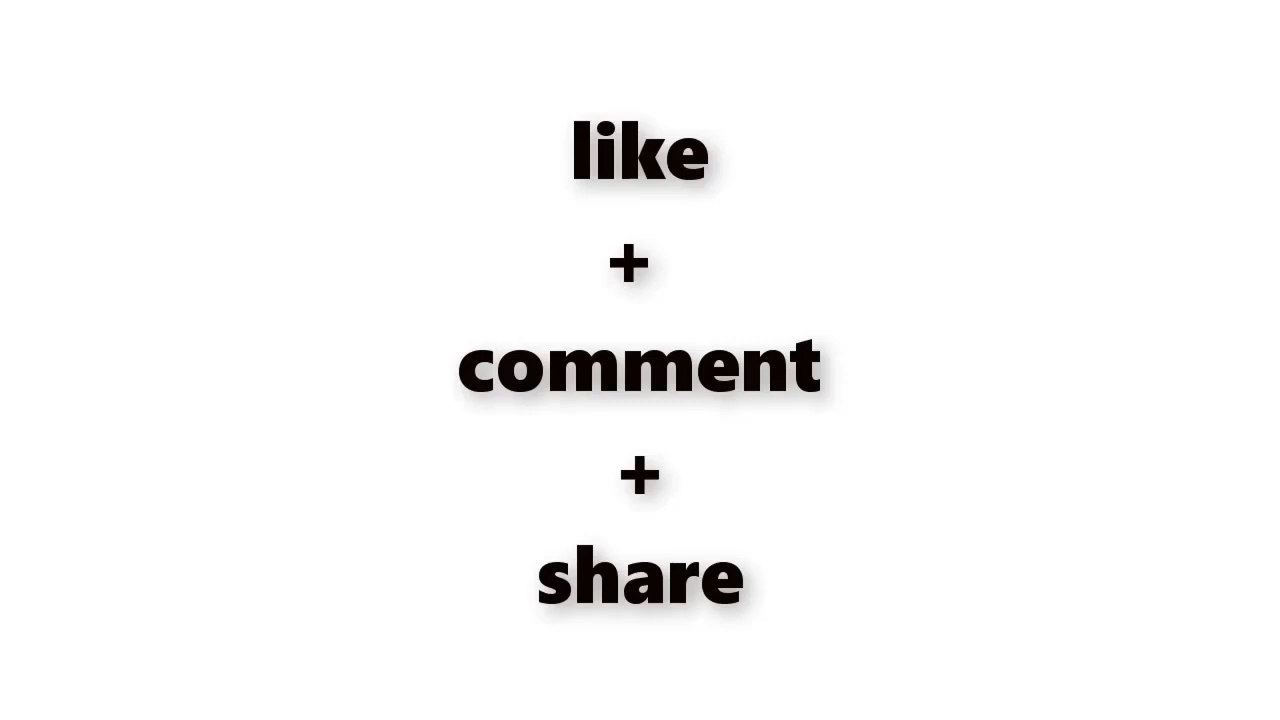 like
+
comment
+
share